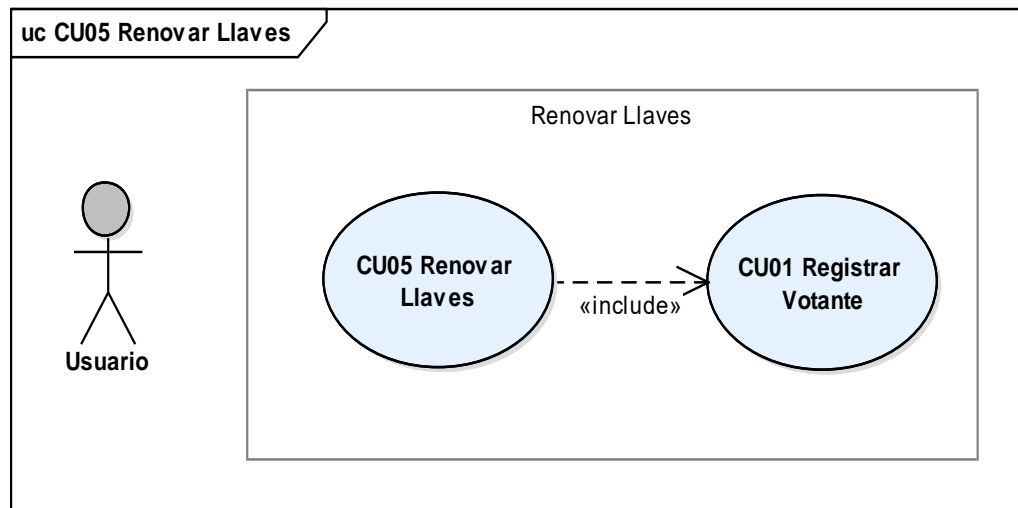 uc CU05 Renovar Llaves
Renovar Llaves
CU05 Renovar
Llaves
«include»
CU01 Registrar
Votante
Usuario